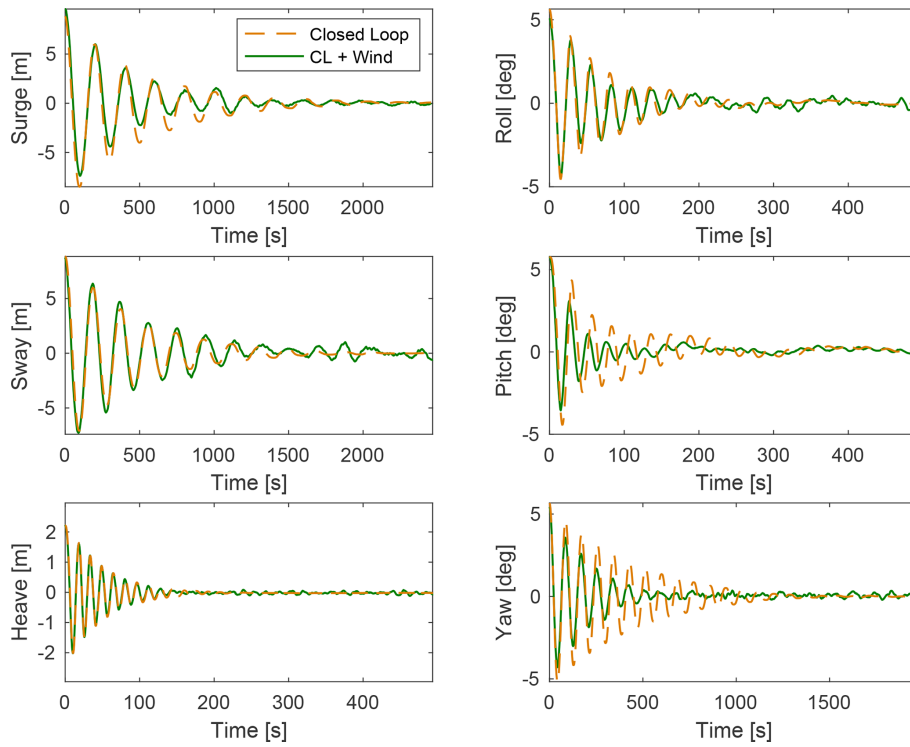 Surge [m]
5
0
-5
Closed Loop
CL + Wind
0 500 1000 1500 2000
Time [s]
Roll [deg]
5
0
-5
0 100 200 300 400
Time [s]
Sway [m]
5
0
-5
0 500 1000 1500 2000
Time [s]
Pitch [deg]
5
0
-5
0 100 200 300 400
Time [s]
Heave [m]
2
1
0
-1
-2
0 100 200 300 400
Time [s]
Yaw [deg]
5
0
-5
0 500 1000 1500
Time [s]